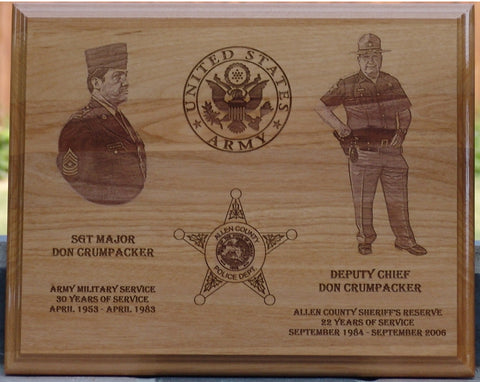 UNITED STATES
ARMY
SGT MAJOR
DON CRUMPACKER
ARMY MILITARY SERVICE
30 YEARS OF SERVICE
APRIL 1953 - APRIL 1983
ALLEN COUNTY
POLICE DEPT
DEPUTY CHIEF
DON CRUMPACKER
ALLEN COUNTY SHERIFF'S RESERVE
22 YEARS OF SERVICE
SEPTEMBER 1984 - SEPTEMBER 2006